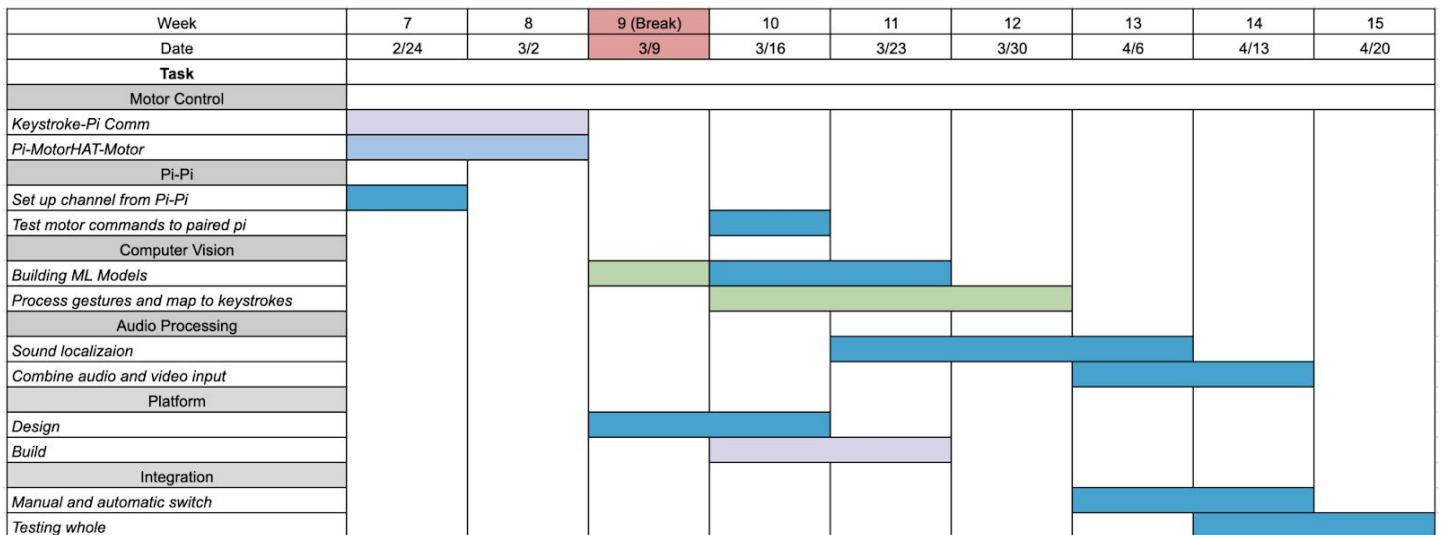 Week 7 8 9 (Break) 10 11 12 13 14 15
Date 2/24 3/2 3/9 3/16 3/23 3/30 4/6 4/13 4/20
Task
Motor Control
Keystroke-Pi Comm
Pi-MotorHAT-Motor
Pi-Pi
Set up channel from Pi-Pi
Test motor commands to paired pi
Computer Vision
Building ML Models
Process gestures and map to keystrokes
Audio Processing
Sound localizaion
Combine audio and video input
Platform
Design
Build
Integration
Manual and automatic switch
Testing whole